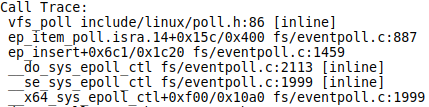 Call Trace:
vfs_poll include/linux/poll.h:86 [inline]
ep_item_poll.isra.14+0x15c/0x400 fs/eventpoll.c:887
ep_insert+0x6c1/0x1c20 fs/eventpoll.c:1459
__do_sys_epoll_ctl fs/eventpoll.c:2113 [inline]
__se_sys_epoll_ctl fs/eventpoll.c:1999 [inline]
__x64_sys_epoll_ctl+0xf00/0x10a0 fs/eventpoll.c:1999